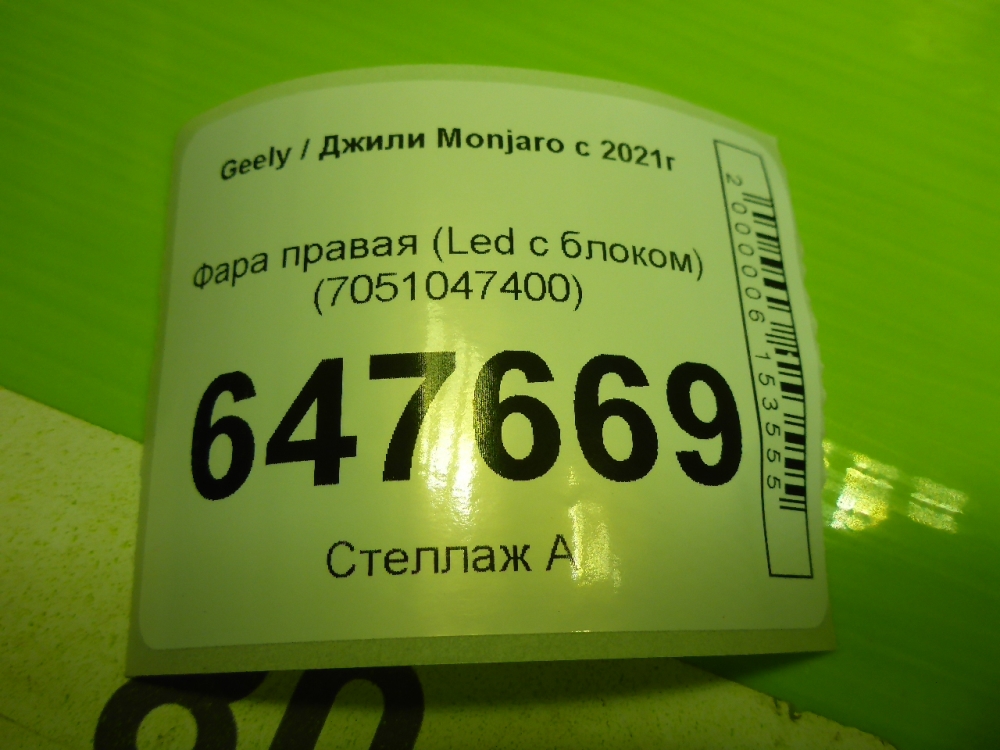 Geely / Джили Monjaro с 2021г
Фара правая (Led с блоком)
(7051047400)
647669
Стеллаж А
2000006153555